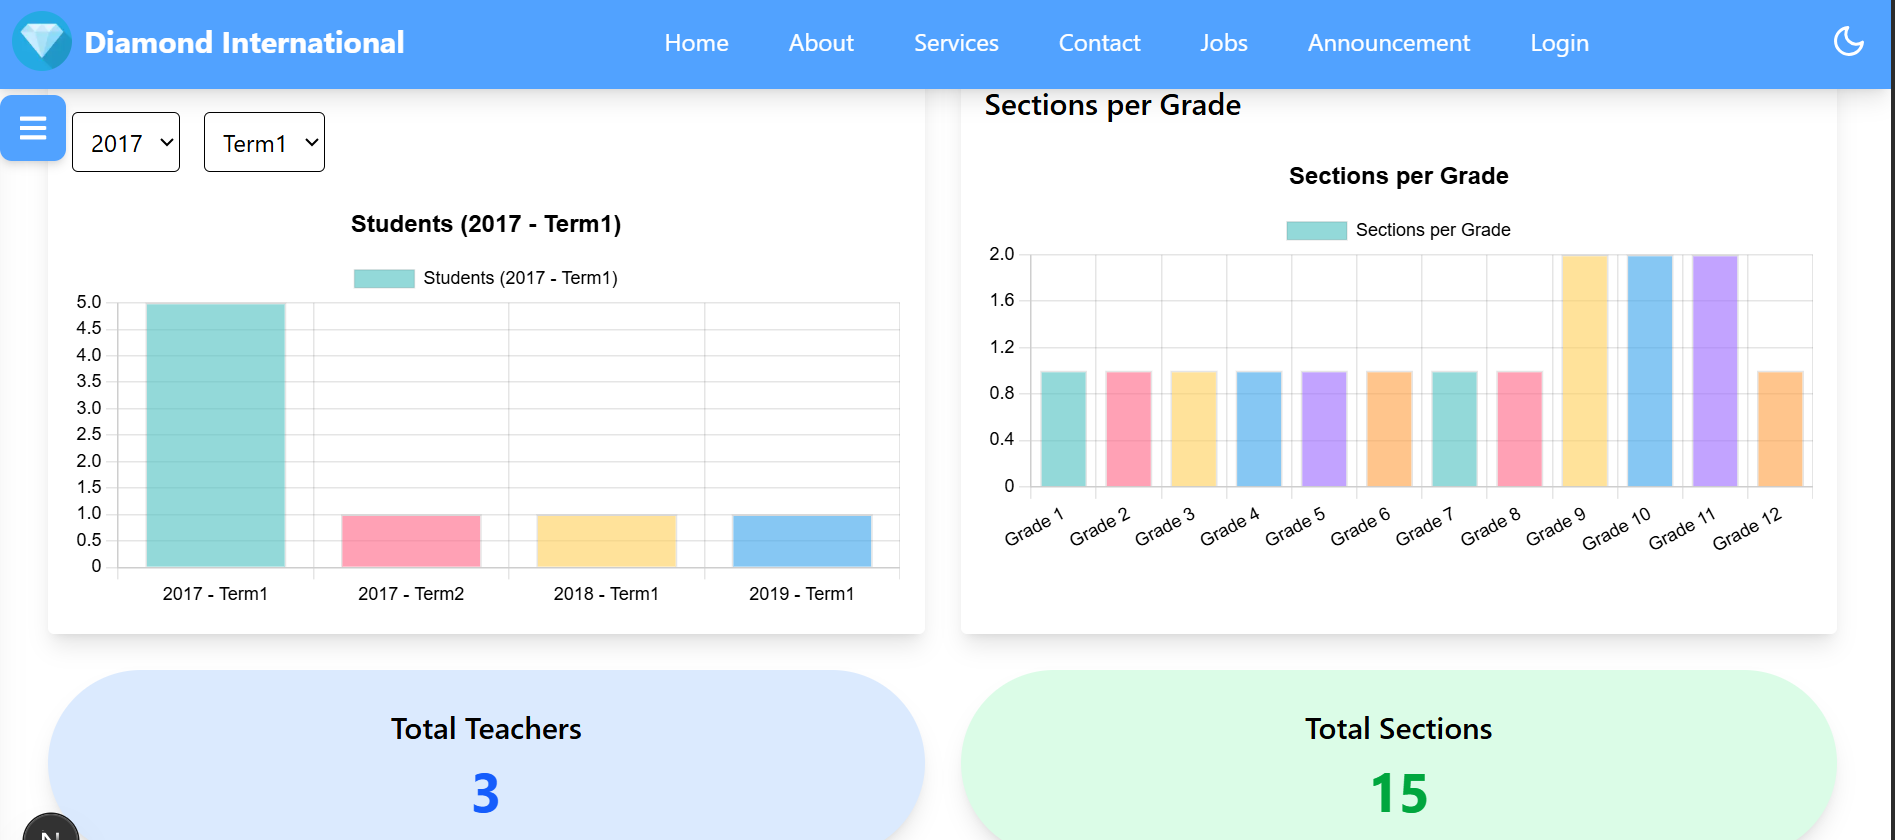 Diamond International
Home
About
Services
Contact
Jobs
Announcement
Login
2017
Term1
Students (2017 - Term1)
Students (2017 - Term1)
5.0
4.5
4.0
3.5
3.0
2.5
2.0
1.5
1.0
0.5
0
2017 - Term1
2017 - Term2
2018 - Term1
2019 - Term1
Sections per Grade
Sections per Grade
Sections per Grade
2.0
1.6
1.2
0.8
0.4
0
Grade 1
Grade 2
Grade 3
Grade 4
Grade 5
Grade 6
Grade 7
Grade 8
Grade 9
Grade 10
Grade 11
Grade 12
Total Teachers
3
Total Sections
15
N